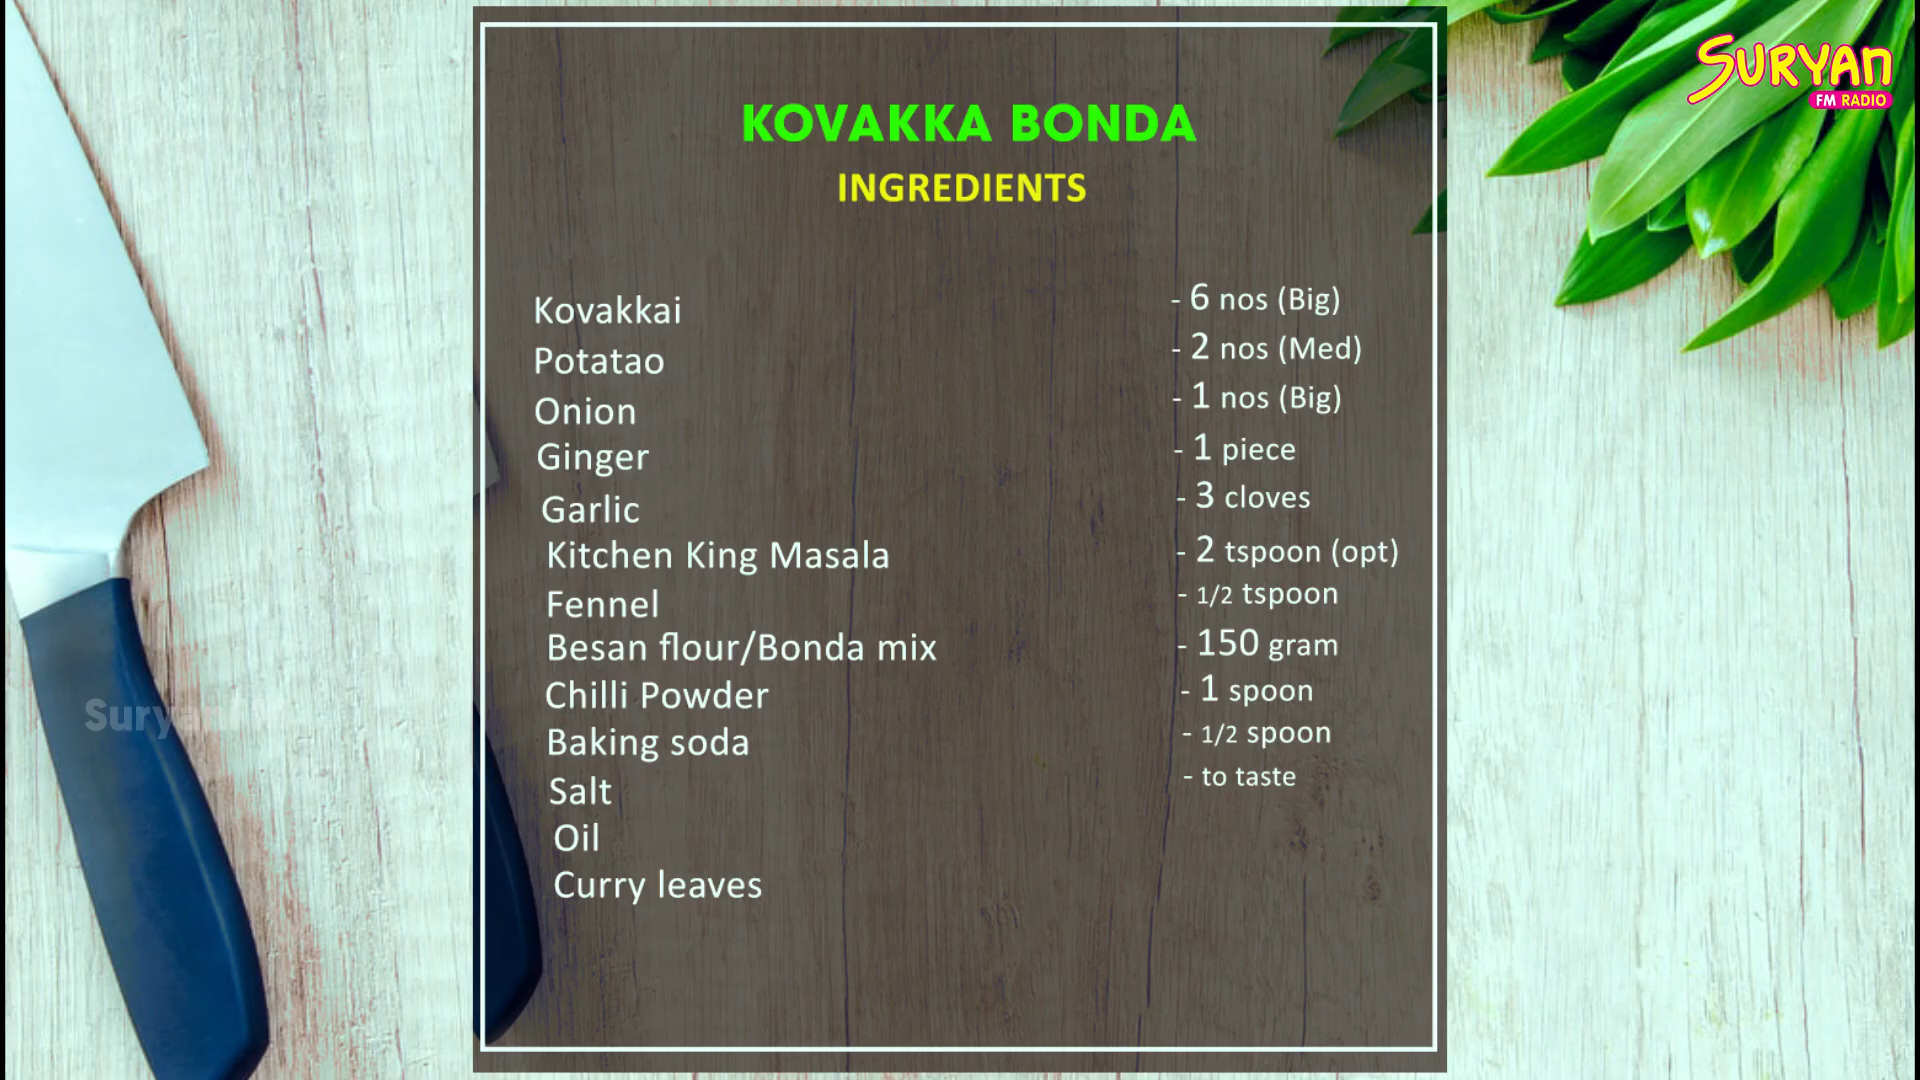 SURYAN
FM RADIO
KOVAKKA BONDA
INGREDIENTS
Kovakkai - 6 nos (Big)
Potatao - 2 nos (Med)
Onion - 1 nos (Big)
Ginger - 1 piece
Garlic - 3 cloves
Kitchen King Masala - 2 tspoon (opt)
Fennel - 1/2 tspoon
Besan flour/Bonda mix - 150 gram
Chilli Powder - 1 spoon
Baking soda - 1/2 spoon
Salt - to taste
Oil
Curry leaves
Suryan